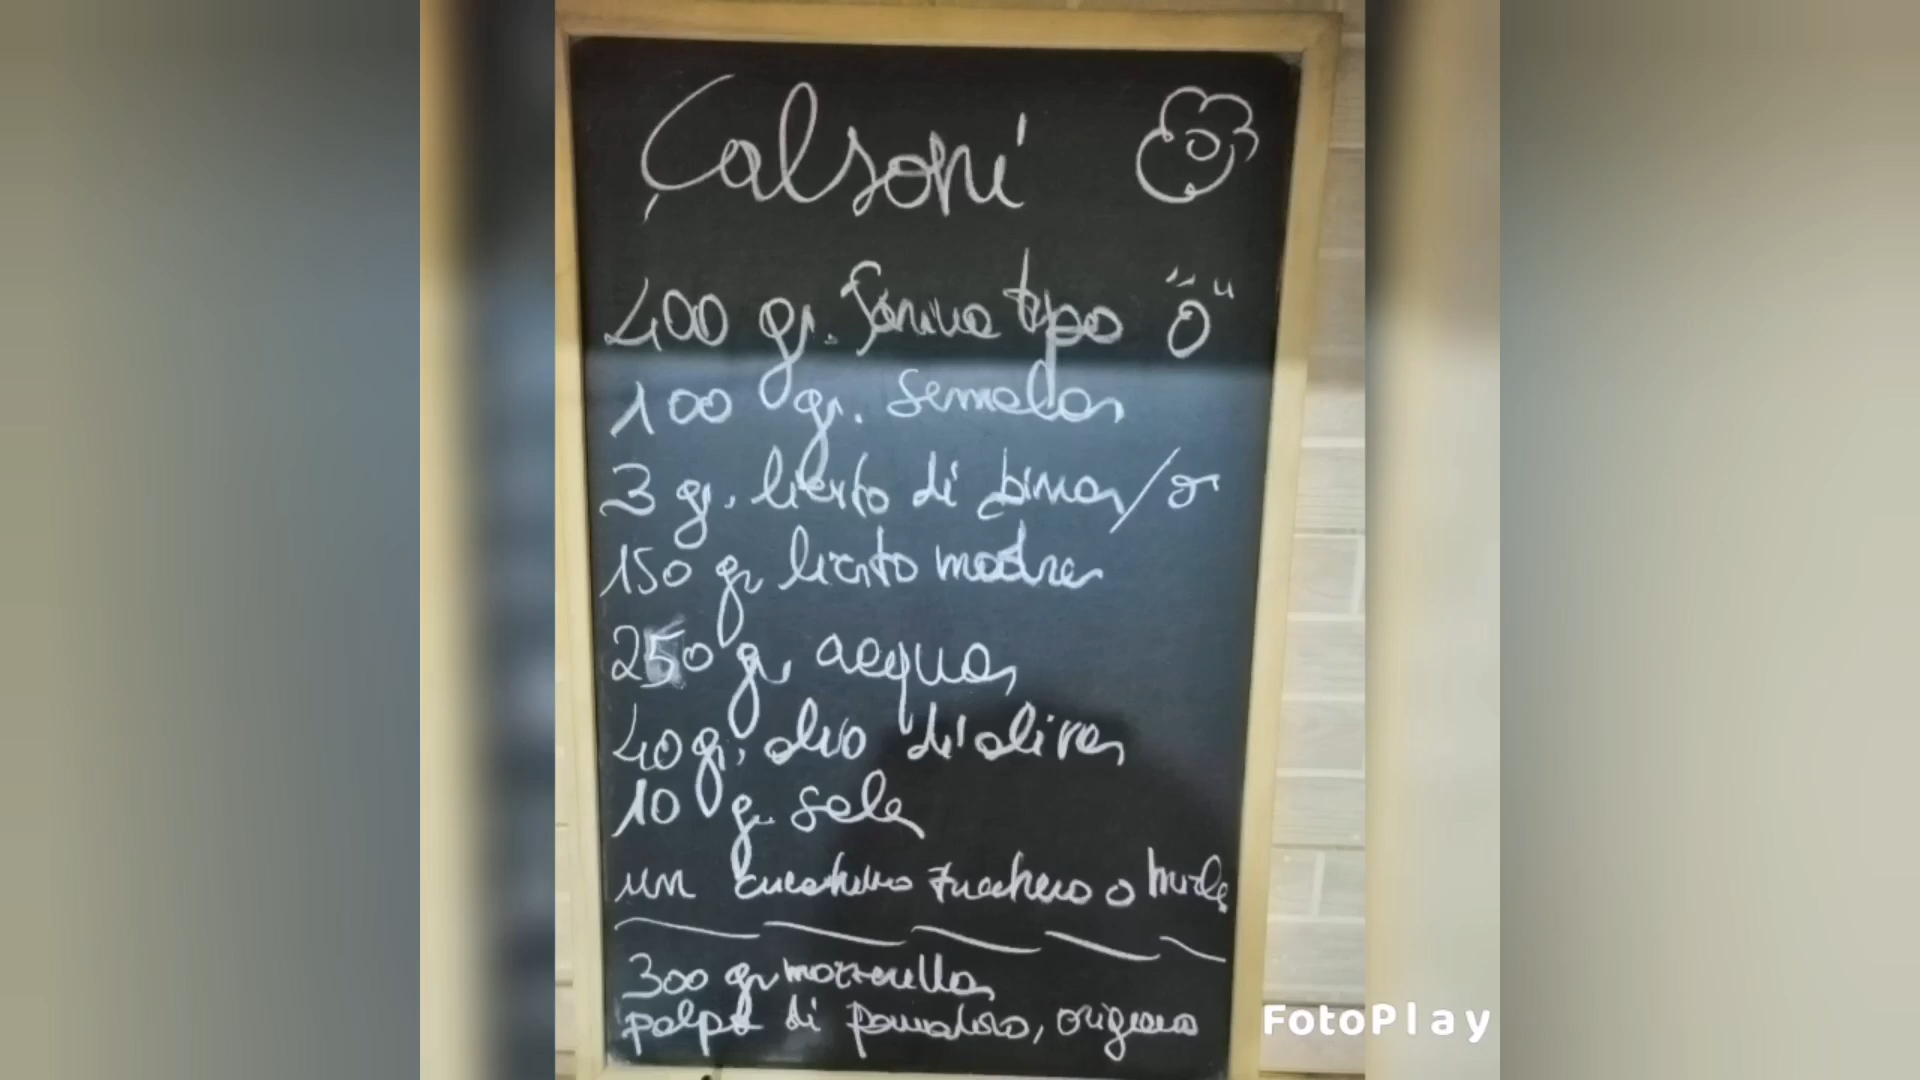 Calsoni
400 gr. farina tipo "0"
100 gr. semola
3 gr. lievito di birra / o
150 gr lievito madre
250 gr acqua
40 gr. olio di oliva
10 gr. sale
un cucchiaino zucchero o miele
300 gr mozzarella
polpa di pomodoro, origano
FotoPlay